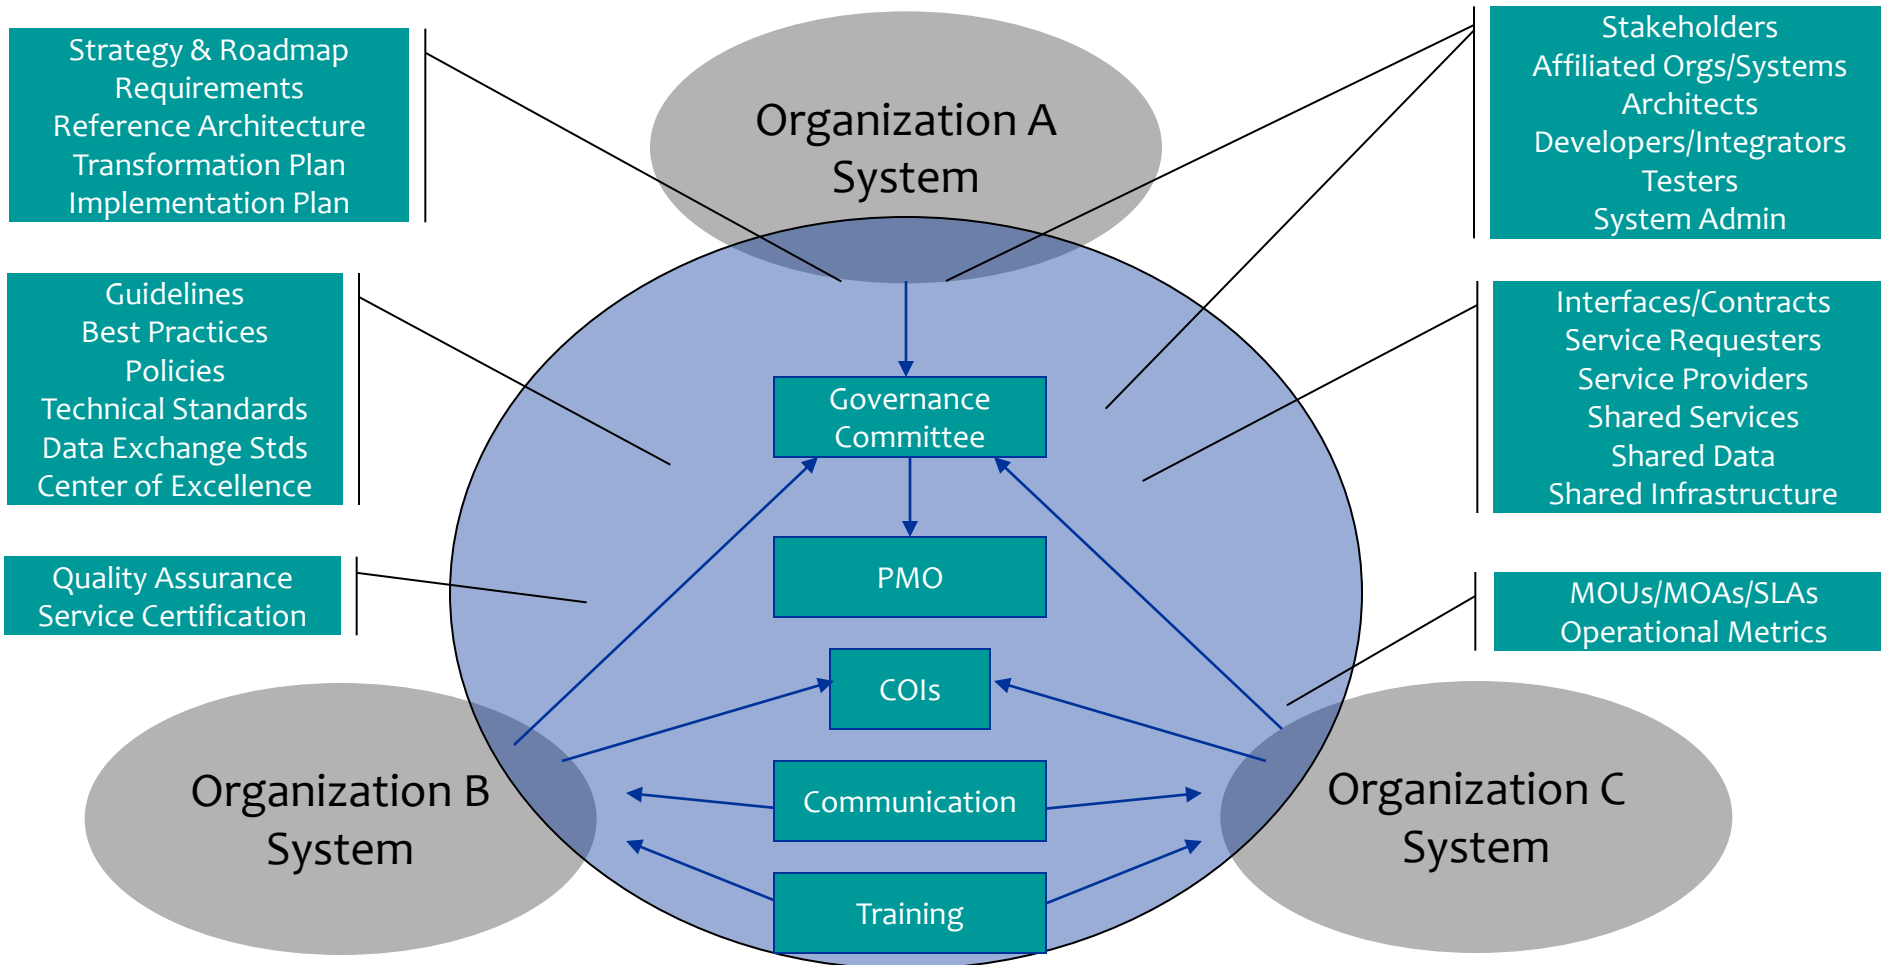 Strategy & Roadmap
Requirements
Reference Architecture
Transformation Plan
Implementation Plan
Organization A
System
Stakeholders
Affiliated Orgs/Systems
Architects
Developers/Integrators
Testers
System Admin
Guidelines
Best Practices
Policies
Technical Standards
Data Exchange Stds
Center of Excellence
Interfaces/Contracts
Service Requesters
Service Providers
Shared Services
Shared Data
Shared Infrastructure
Governance
Committee
PMO
Quality Assurance
Service Certification
MOUs/MOAs/SLAs
Operational Metrics
COIs
Organization B
System
Communication
Organization C
System
Training